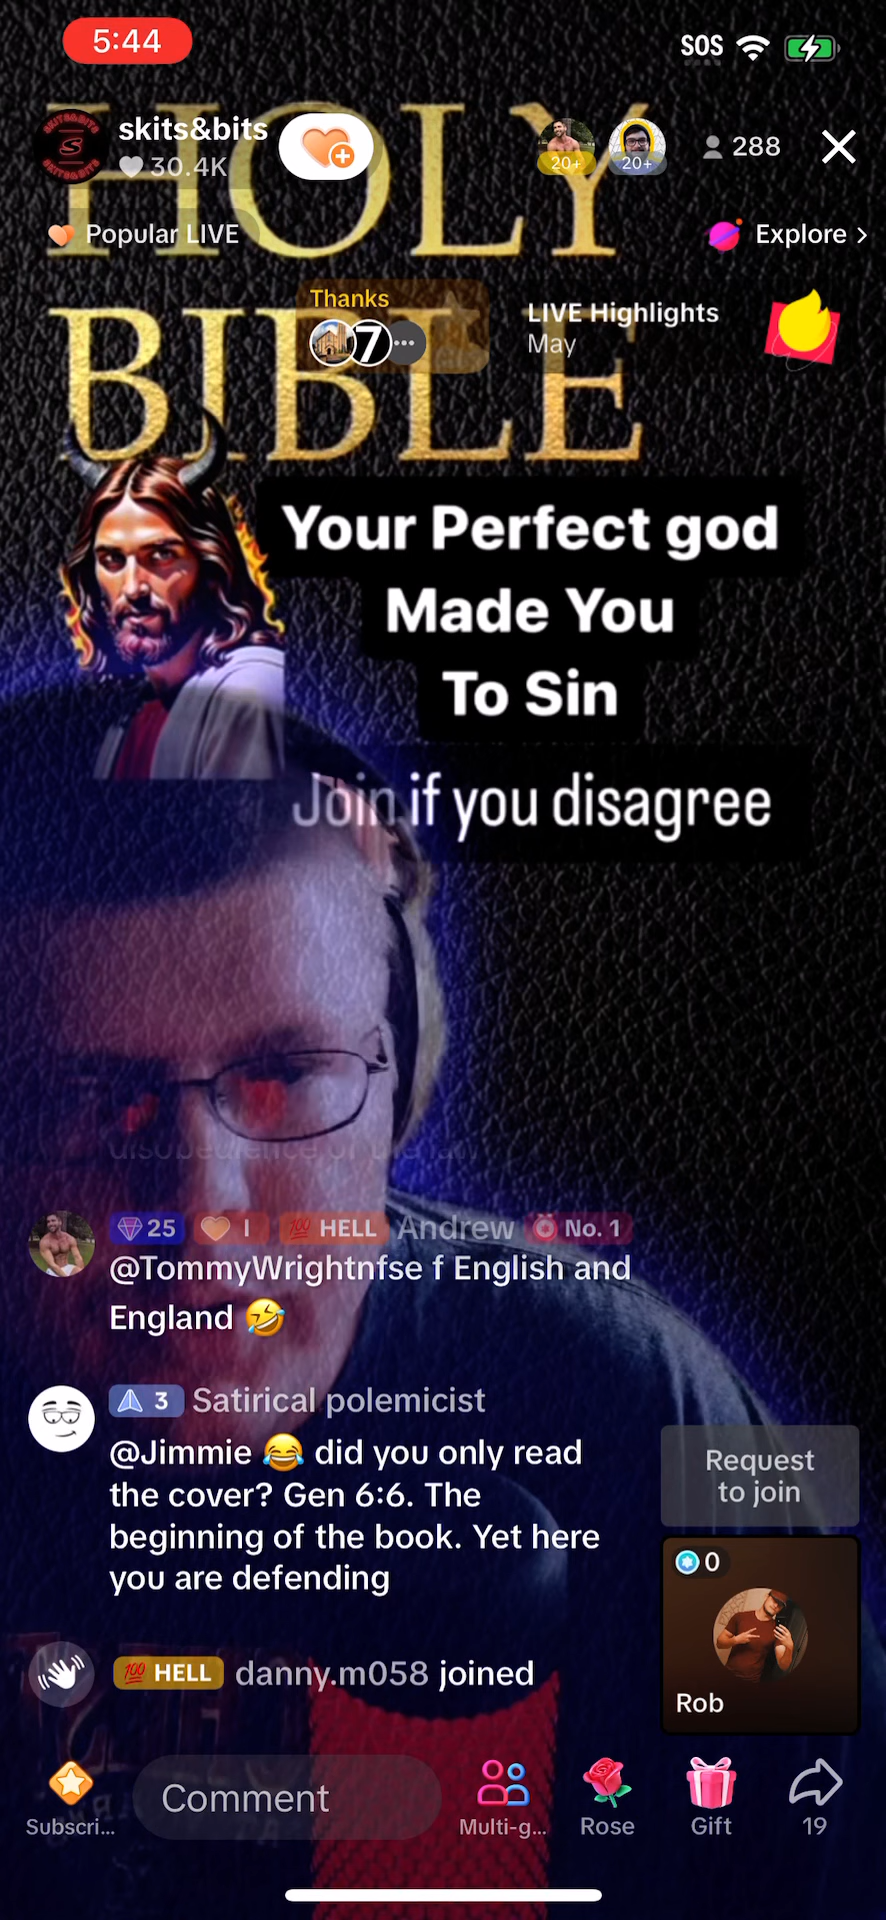 5:44
SOS
skits&bits
30.4K
20+
20+
288
HOLY
Popular LIVE
Explore >
Thanks
7
LIVE Highlights
May
BIBLE
Your Perfect god
Made You
To Sin
Join if you disagree
disobedience of the law
25 I 💯 HELL Andrew No. 1
@TommyWrightnfse f English and
England 🤣
3 Satirical polemicist
@Jimmie 😂 did you only read
the cover? Gen 6:6. The
beginning of the book. Yet here
you are defending
Request
to join
0
Rob
💯 HELL danny.m058 joined
Subscri...
Comment
Multi-g...
Rose
Gift
19